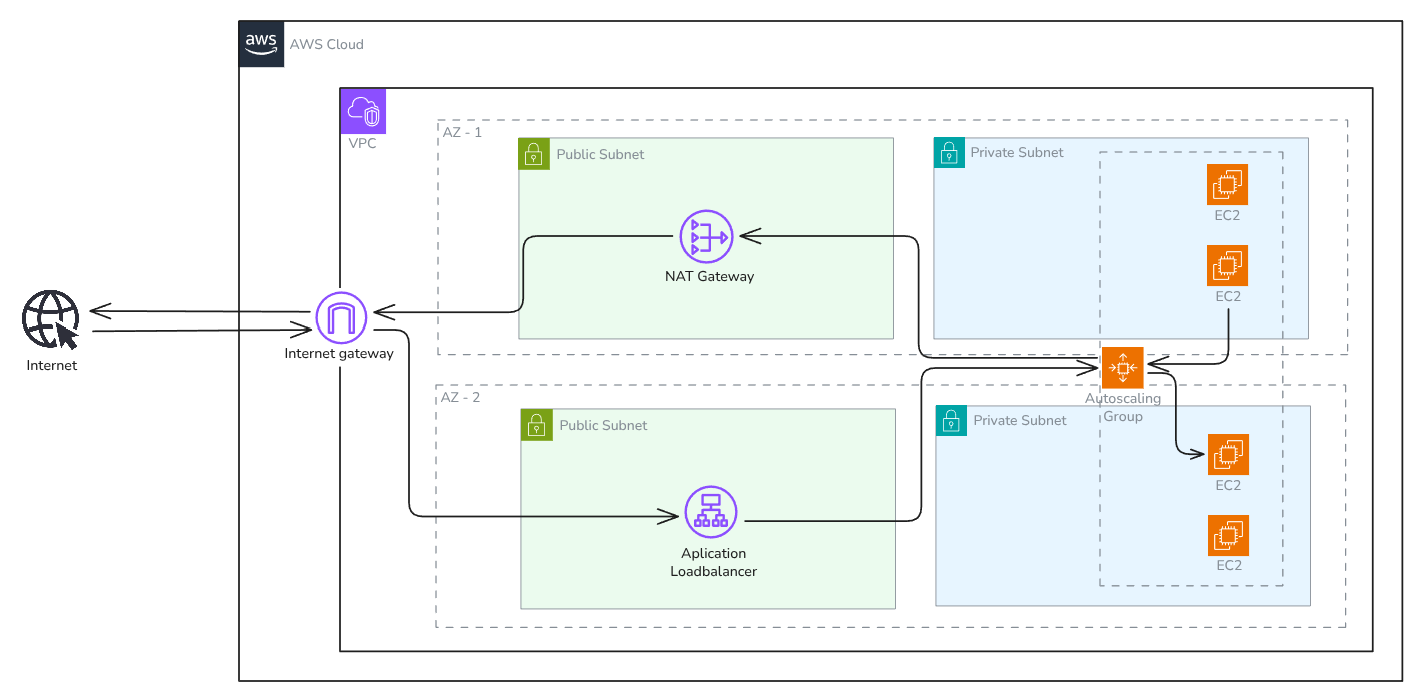 aws
AWS Cloud
VPC
AZ - 1
Public Subnet
Private Subnet
EC2
NAT Gateway
EC2
Internet gateway
Internet
Autoscaling
Group
AZ - 2
Public Subnet
Private Subnet
EC2
Aplication
Loadbalancer
EC2